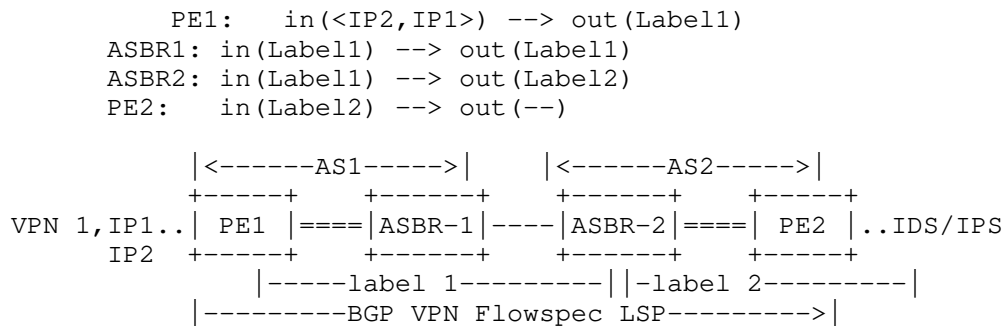 PE1:   in(<IP2,IP1>) --> out(Label1)
ASBR1: in(Label1) --> out(Label1)
ASBR2: in(Label1) --> out(Label2)
PE2:   in(Label2) --> out(--)
|<------AS1----->|    |<------AS2----->|
+-----+    +------+    +------+    +-----+
VPN 1,IP1..| PE1 |====|ASBR-1|----|ASBR-2|====| PE2 |..IDS/IPS
IP2  +-----+    +------+    +------+    +-----+
|-----label 1---------||-label 2---------|
|---------BGP VPN Flowspec LSP--------->|